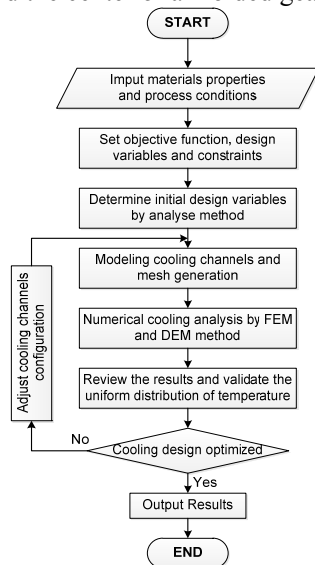 START
Imput materials properties
and process conditions
Set objective function, design
variables and constraints
Determine initial design variables
by analyse method
Modeling cooling channels and
mesh generation
Adjust cooling channels
configuration
Numerical cooling analysis by FEM
and DEM method
Review the results and validate the
uniform distribution of temperature
No
Cooling design optimized
Yes
Output Results
END